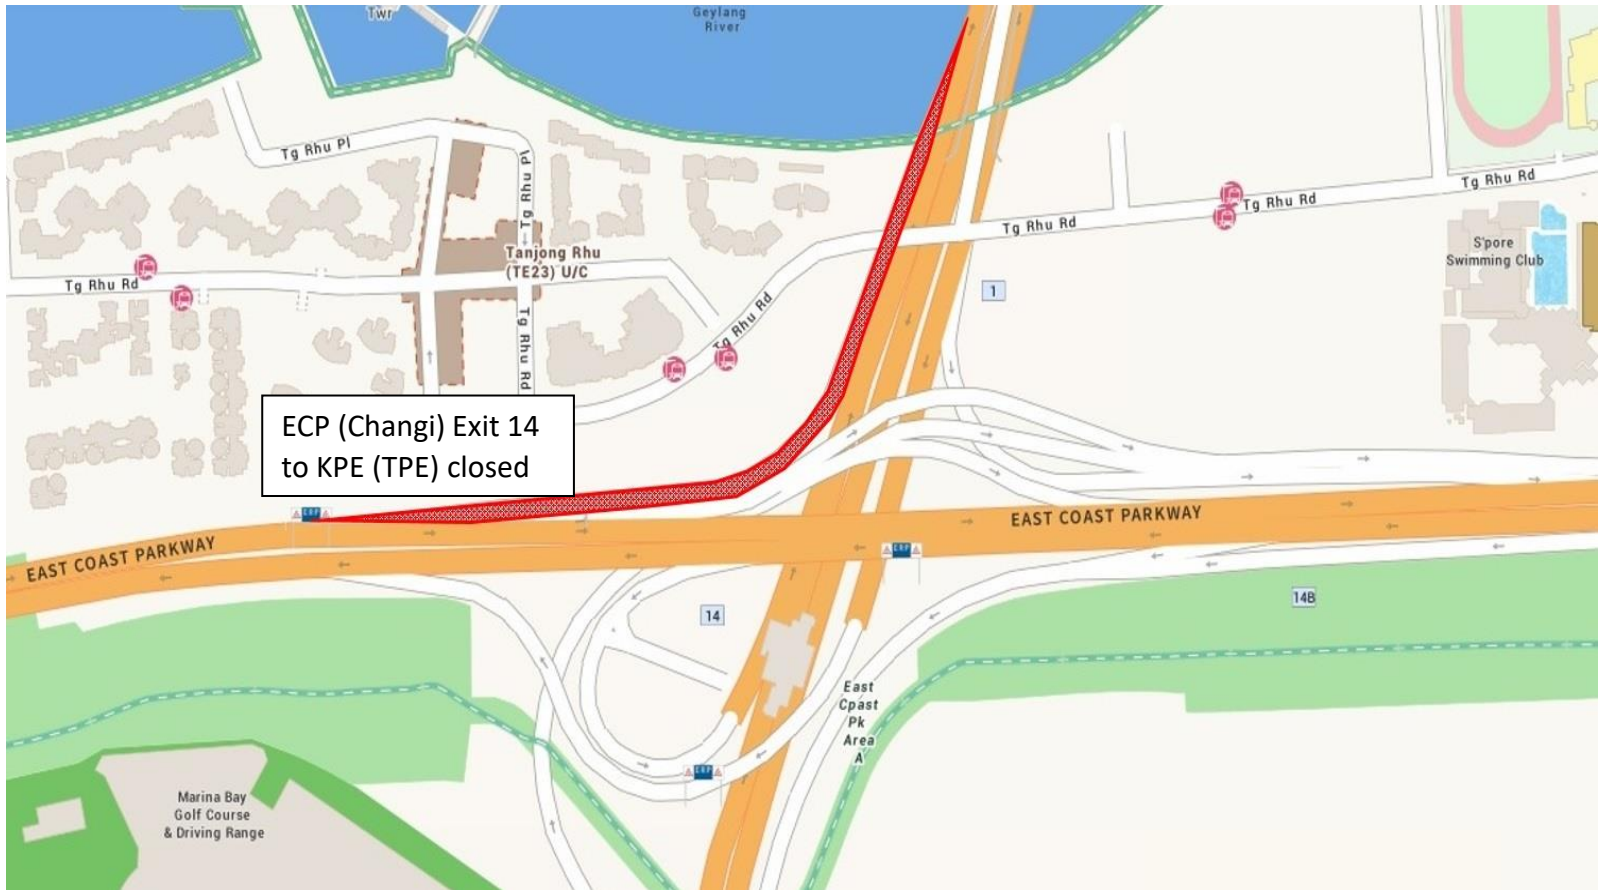 Twr
Geylang
River
Tg Rhu Pl
Tg Rhu Pl
Tg Rhu Rd
Tg Rhu Rd
Tg Rhu Rd
S'pore
Swimming Club
Tanjong Rhu
(TE23) U/C
Tg Rhu Rd
1
Tg Rhu Rd
Tg Rhu Rd
ECP (Changi) Exit 14
to KPE (TPE) closed
ERP
EAST COAST PARKWAY
EAST COAST PARKWAY
ERP
14B
14
East
Cpast
Pk
Area
A
ERP
Marina Bay
Golf Course
& Driving Range